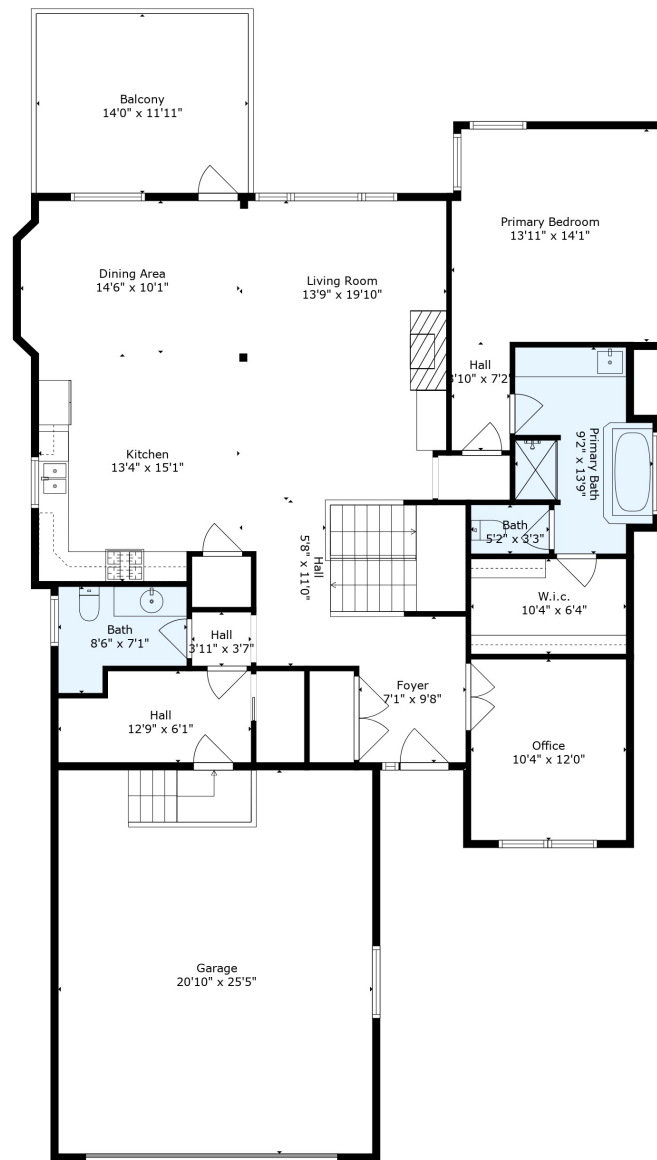 Balcony
14'0" x 11'11"
Primary Bedroom
13'11" x 14'1"
Dining Area
14'6" x 10'1"
Living Room
13'9" x 19'10"
Hall
3'10" x 7'2"
Kitchen
13'4" x 15'1"
Primary Bath
9'2" x 13'9"
Bath
5'2" x 3'3"
Hall
5'8" x 11'0"
W.i.c.
10'4" x 6'4"
Bath
8'6" x 7'1"
Hall
3'11" x 3'7"
Foyer
7'1" x 9'8"
Hall
12'9" x 6'1"
Office
10'4" x 12'0"
Garage
20'10" x 25'5"